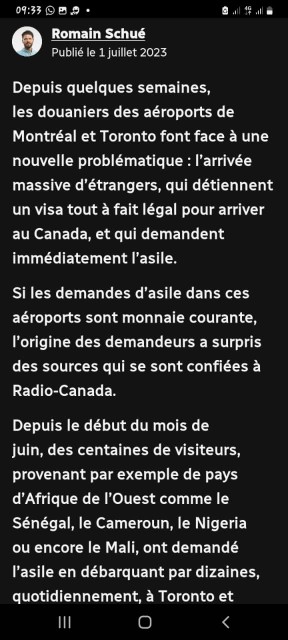 09:33
4G
Romain Schué
Publié le 1 juillet 2023
Depuis quelques semaines,
les douaniers des aéroports de
Montréal et Toronto font face à une
nouvelle problématique : l’arrivée
massive d’étrangers, qui détiennent
un visa tout à fait légal pour arriver
au Canada, et qui demandent
immédiatement l’asile.
Si les demandes d’asile dans ces
aéroports sont monnaie courante,
l’origine des demandeurs a surpris
des sources qui se sont confiées à
Radio-Canada.
Depuis le début du mois de
juin, des centaines de visiteurs,
provenant par exemple de pays
d’Afrique de l’Ouest comme le
Sénégal, le Cameroun, le Nigeria
ou encore le Mali, ont demandé
l’asile en débarquant par dizaines,
quotidiennement, à Toronto et